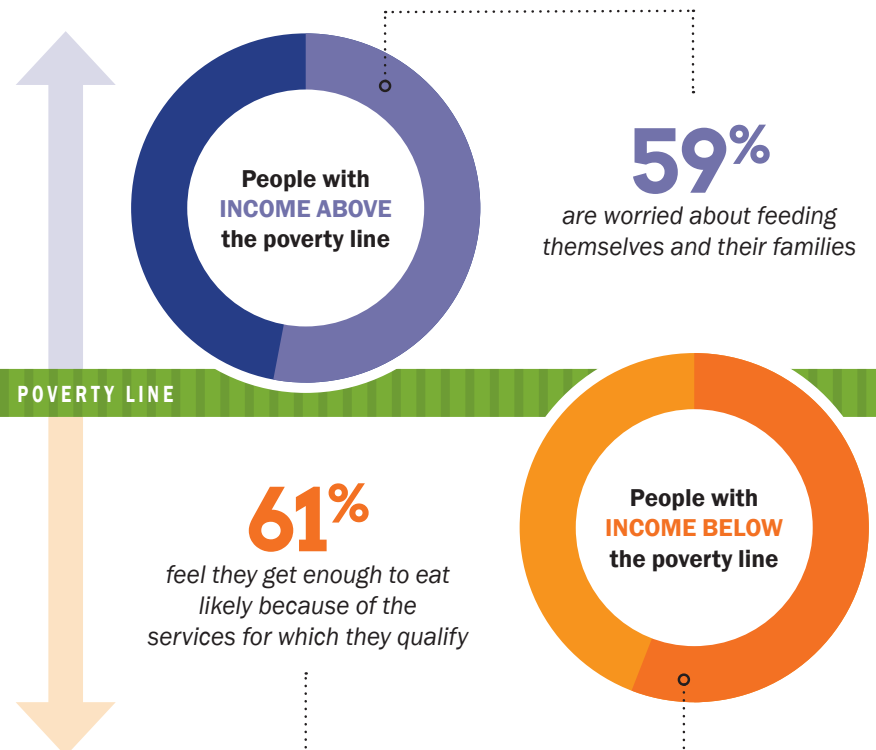 People with
INCOME ABOVE
the poverty line
59%
are worried about feeding
themselves and their families
POVERTY LINE
61%
feel they get enough to eat
likely because of the
services for which they qualify
People with
INCOME BELOW
the poverty line